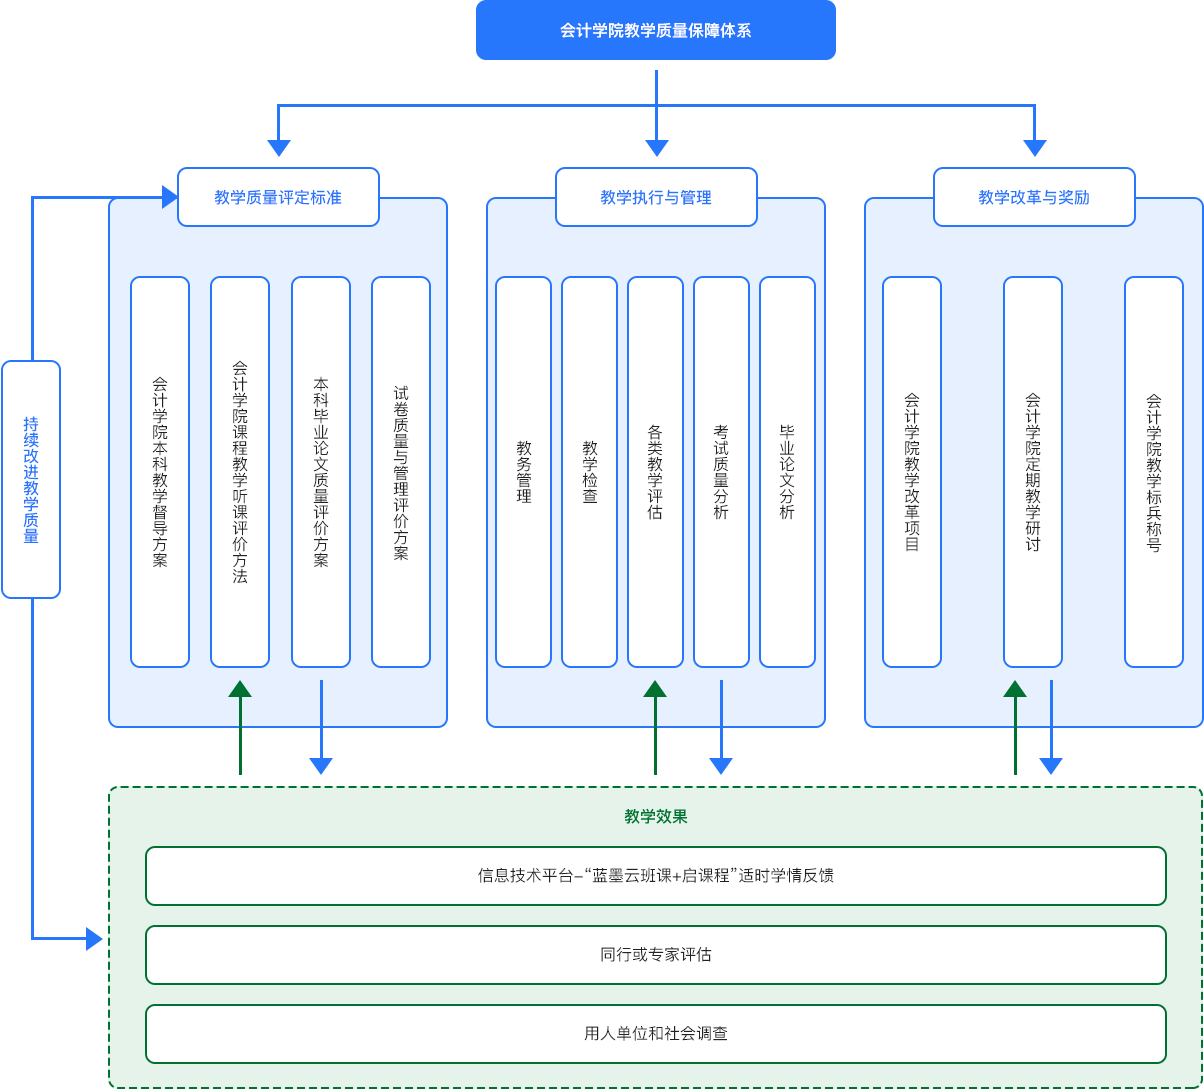 会计学院教学质量保障体系
教学质量评定标准
教学执行与管理
教学改革与奖励
持续改进教学质量
会计学院本科教学督导方案
会计学院课程教学听课评价方法
本科毕业论文质量评价方案
试卷质量与管理评价方案
教务管理
教学检查
各类教学评估
考试质量分析
毕业论文分析
会计学院教学改革项目
会计学院定期教学研讨
会计学院教学标兵称号
教学效果
信息技术平台–“蓝墨云班课+启课程”适时学情反馈
同行或专家评估
用人单位和社会调查